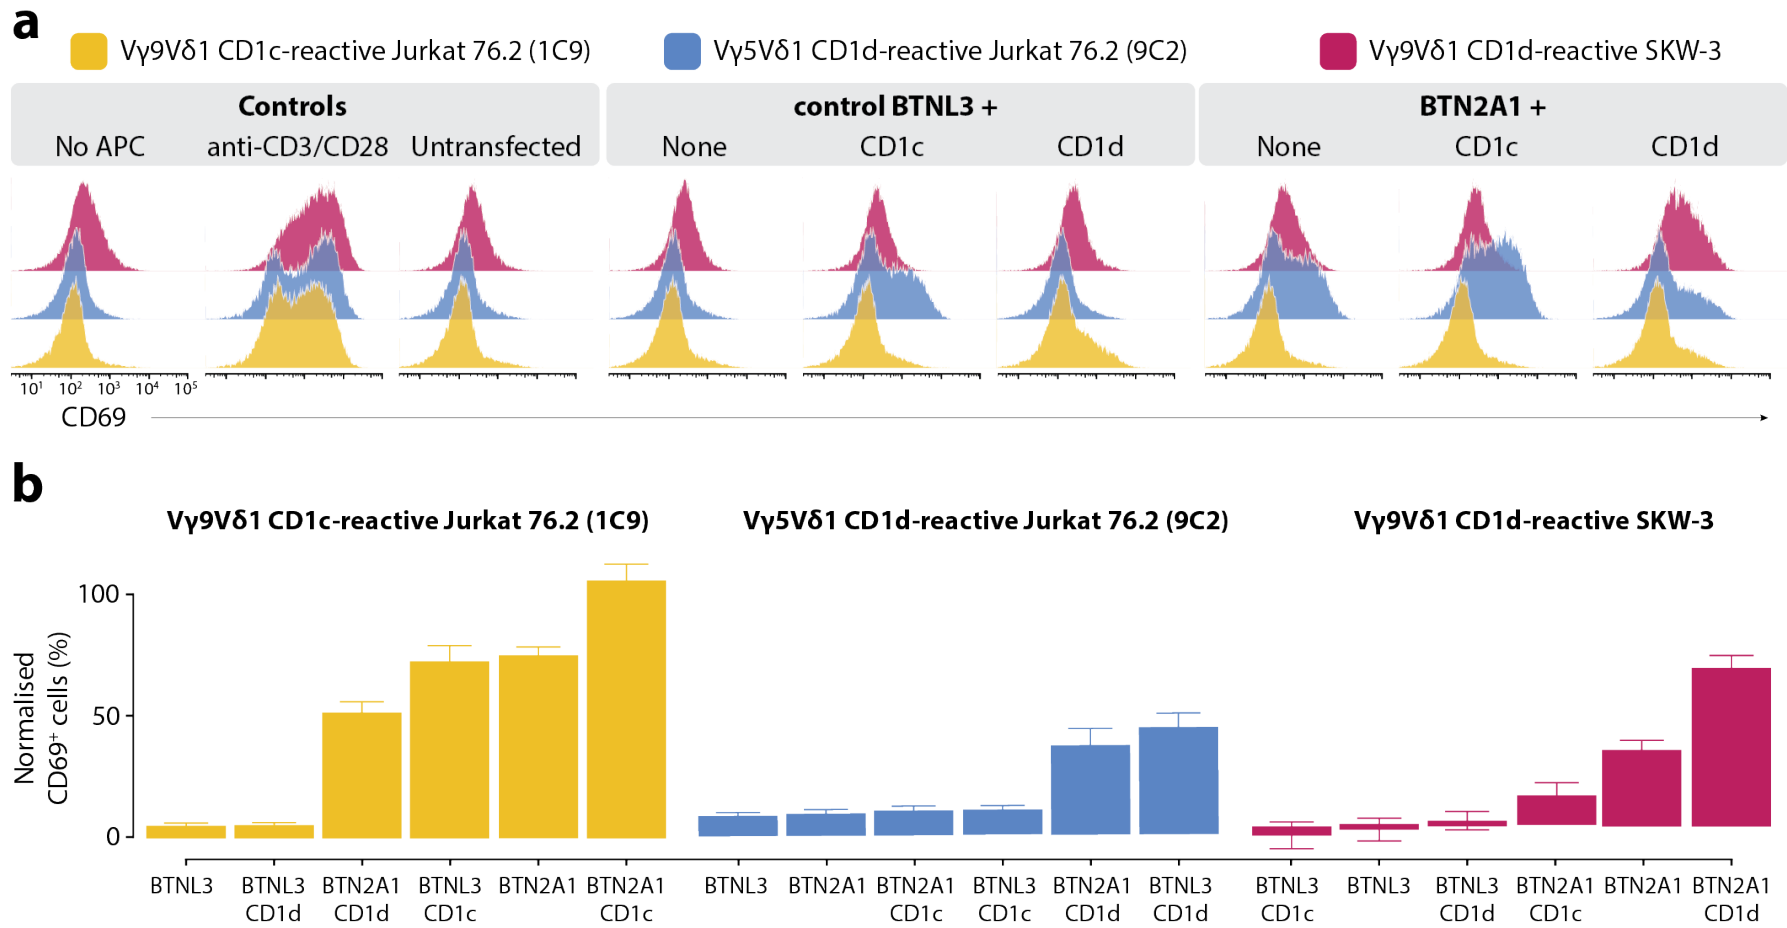 a
Vγ9Vδ1 CD1c-reactive Jurkat 76.2 (1C9)
Vγ5Vδ1 CD1d-reactive Jurkat 76.2 (9C2)
Vγ9Vδ1 CD1d-reactive SKW-3
Controls
control BTNL3 +
BTN2A1 +
No APC
anti-CD3/CD28
Untransfected
None
CD1c
CD1d
None
CD1c
CD1d
10¹ 10² 10³ 10⁴ 10⁵
CD69
b
Vγ9Vδ1 CD1c-reactive Jurkat 76.2 (1C9)
Vγ5Vδ1 CD1d-reactive Jurkat 76.2 (9C2)
Vγ9Vδ1 CD1d-reactive SKW-3
Normalised
CD69⁺ cells (%)
100
50
0
BTNL3
BTNL3
CD1d
BTN2A1
CD1d
BTNL3
CD1c
BTN2A1
BTN2A1
CD1c
BTNL3
BTN2A1
BTN2A1
CD1c
BTNL3
CD1c
BTN2A1
CD1d
BTNL3
CD1d
BTNL3
CD1c
BTNL3
BTNL3
CD1d
BTN2A1
CD1c
BTN2A1
BTN2A1
CD1d